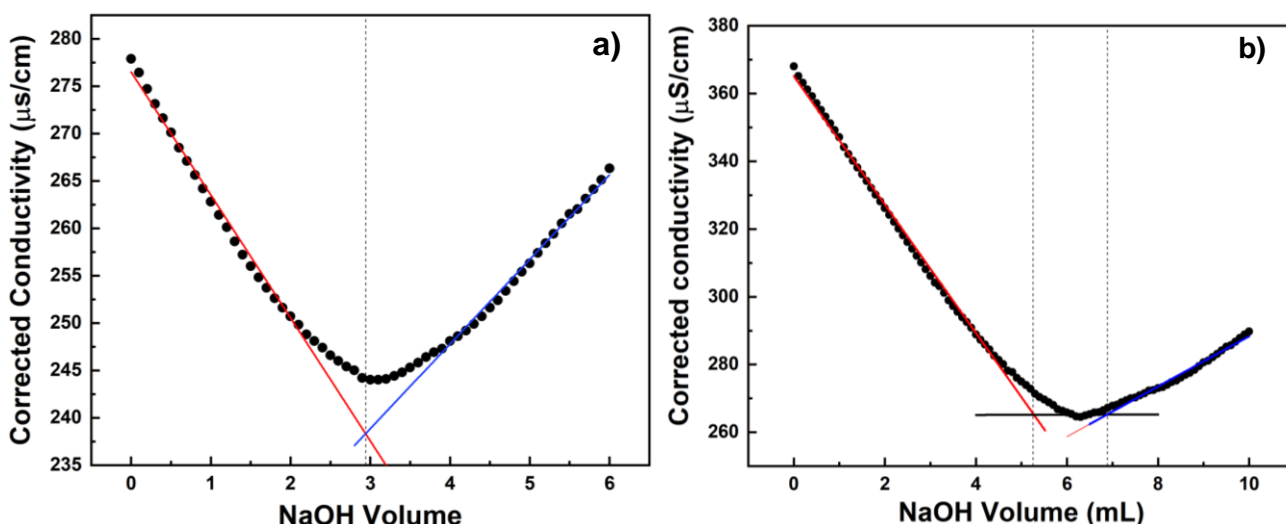 a)
Corrected Conductivity (μs/cm)
280
275
270
265
260
255
250
245
240
235
0 1 2 3 4 5 6
NaOH Volume
b)
Corrected conductivity (μS/cm)
360
340
320
300
280
260
0 2 4 6 8 10
NaOH Volume (mL)